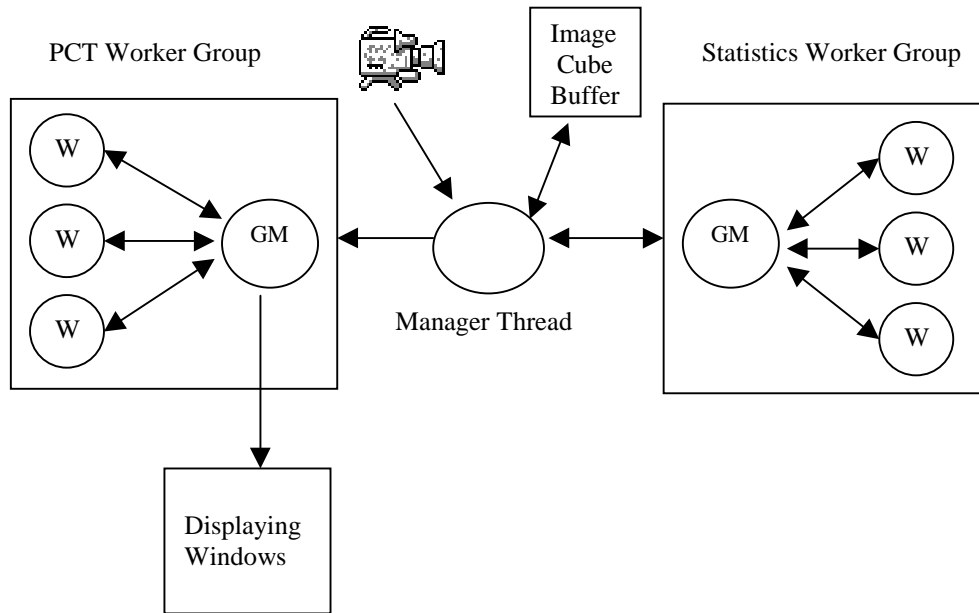 PCT Worker Group
Image
Cube
Buffer
Statistics Worker Group
W
W
W
GM
Manager Thread
GM
W
W
W
Displaying
Windows